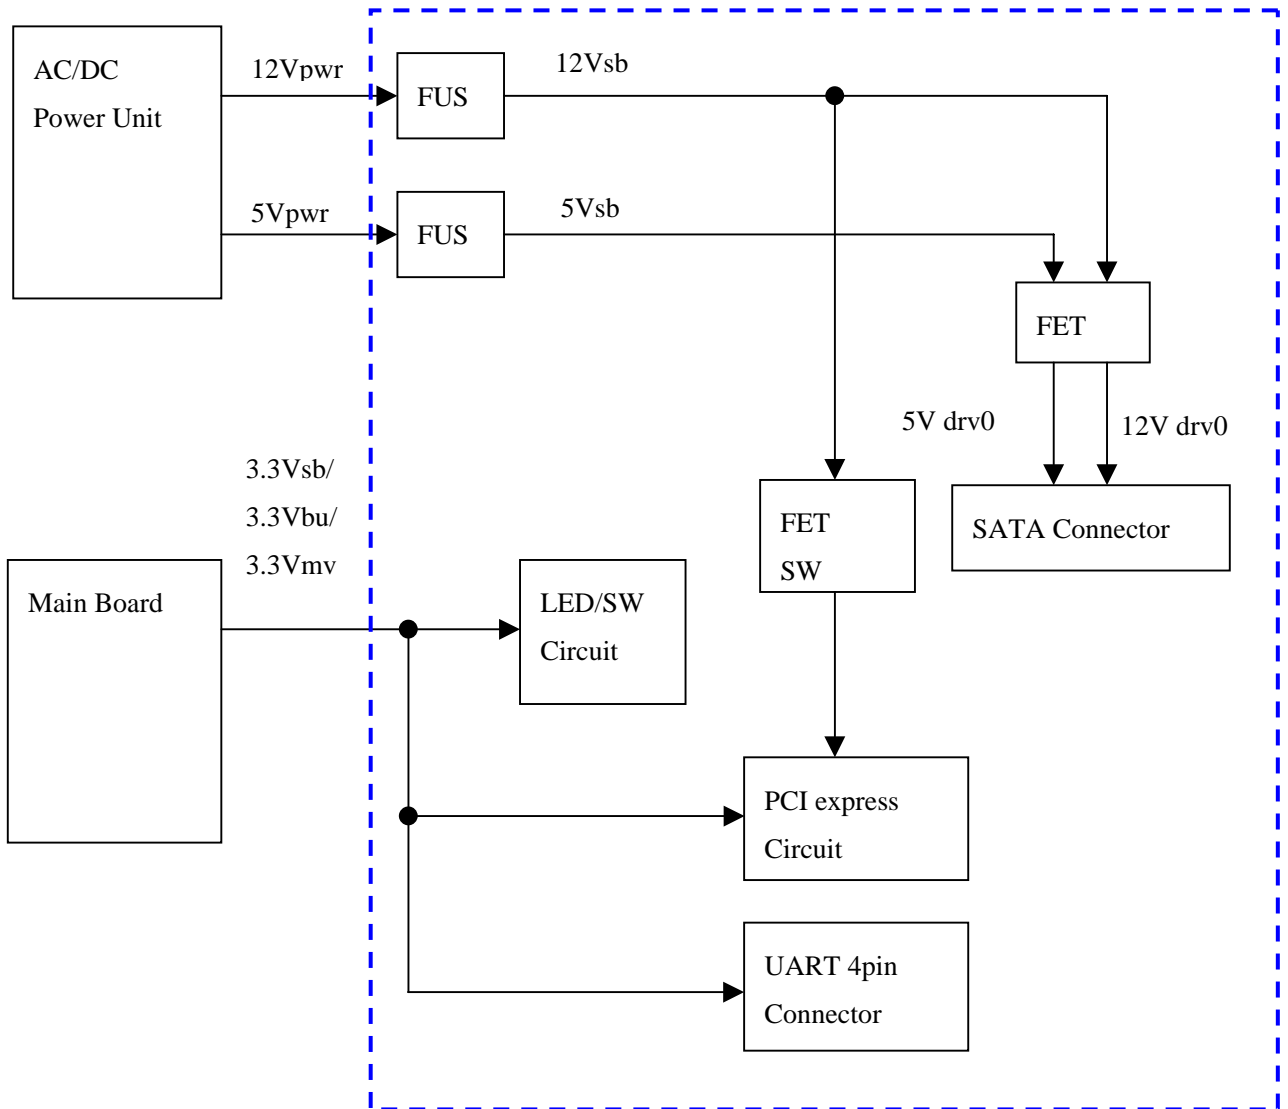 AC/DC
Power Unit
12Vpwr
FUS
12Vsb
5Vpwr
FUS
5Vsb
FET
5V drv0
12V drv0
3.3Vsb/
3.3Vbu/
3.3Vmv
FET
SW
SATA Connector
Main Board
LED/SW
Circuit
PCI express
Circuit
UART 4pin
Connector